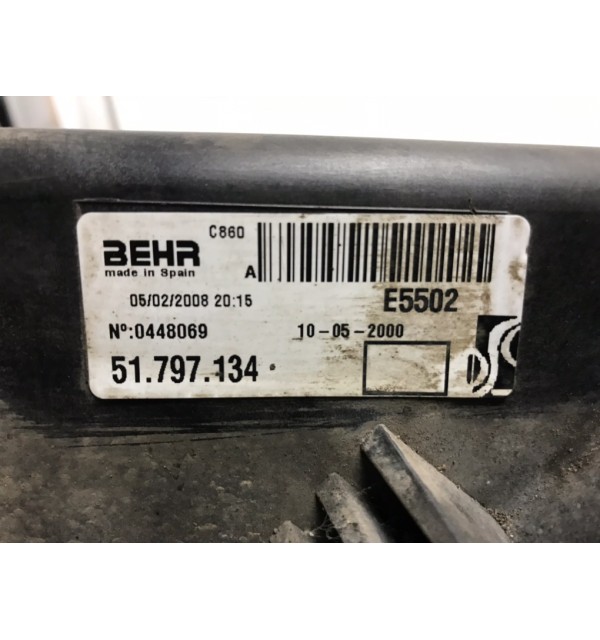 C860
BEHR
made in Spain
A
05/02/2008 20:15
E5502
Nº:0448069
10-05-2000
51.797.134